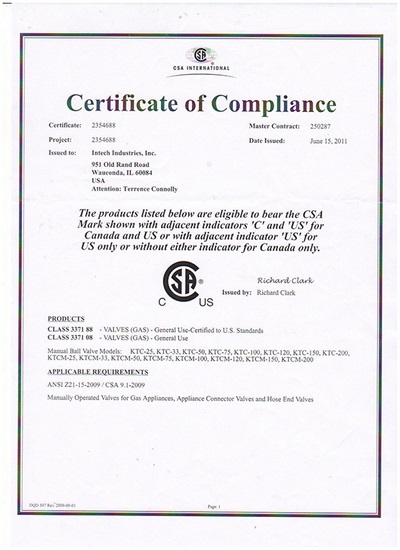 CSA INTERNATIONAL
Certificate of Compliance
Certificate: 2354688 Master Contract: 250287
Project: 2354688 Date Issued: June 15, 2011
Issued to: Intech Industries, Inc.
951 Old Rand Road
Wauconda, IL 60084
USA
Attention: Terrence Connolly
The products listed below are eligible to bear the CSA
Mark shown with adjacent indicators 'C' and 'US' for
Canada and US or with adjacent indicator 'US' for
US only or without either indicator for Canada only.
CSA
C US
Richard Clark
Issued by: Richard Clark
PRODUCTS
CLASS 3371 88 - VALVES (GAS) - General Use-Certified to U.S. Standards
CLASS 3371 08 - VALVES (GAS) - General Use
Manual Ball Valve Models: KTC-25, KTC-33, KTC-50, KTC-75, KTC-100, KTC-120, KTC-150, KTC-200,
KTCM-25, KTCM-33, KTCM-50, KTCM-75, KTCM-100, KTCM-120, KTCM-150, KTCM-200
APPLICABLE REQUIREMENTS
ANSI Z21-15-2009 / CSA 9.1-2009
Manually Operated Valves for Gas Appliances, Appliance Connector Valves and Hose End Valves
DQD 507 Rev. 2009-09-01 Page: 1